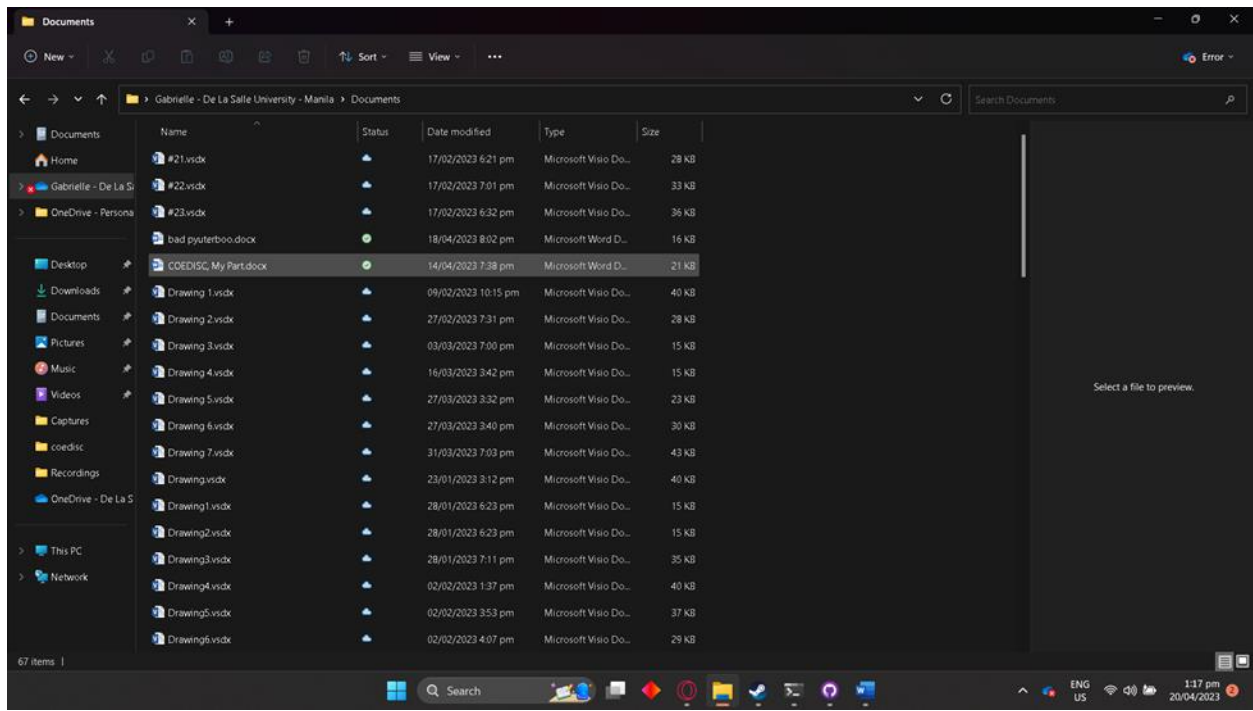 Documents
New Sort View Error
Gabrielle - De La Salle University - Manila > Documents Search Documents
Documents
Home
Gabrielle - De La S
OneDrive - Persona
Desktop
Downloads
Documents
Pictures
Music
Videos
Captures
coedisc
Recordings
OneDrive - De La S
This PC
Network
Name Status Date modified Type Size
#21.vsdx 17/02/2023 6:21 pm Microsoft Visio Do... 28 KB
#22.vsdx 17/02/2023 7:01 pm Microsoft Visio Do... 33 KB
#23.vsdx 17/02/2023 6:32 pm Microsoft Visio Do... 36 KB
bad pyuterboo.docx 18/04/2023 8:02 pm Microsoft Word D... 16 KB
COEDISC, My Part.docx 14/04/2023 7:38 pm Microsoft Word D... 21 KB
Drawing 1.vsdx 09/02/2023 10:15 pm Microsoft Visio Do... 40 KB
Drawing 2.vsdx 27/02/2023 7:31 pm Microsoft Visio Do... 28 KB
Drawing 3.vsdx 03/03/2023 7:00 pm Microsoft Visio Do... 15 KB
Drawing 4.vsdx 16/03/2023 3:42 pm Microsoft Visio Do... 15 KB
Drawing 5.vsdx 27/03/2023 3:32 pm Microsoft Visio Do... 23 KB
Drawing 6.vsdx 27/03/2023 3:40 pm Microsoft Visio Do... 30 KB
Drawing 7.vsdx 31/03/2023 7:03 pm Microsoft Visio Do... 43 KB
Drawing.vsdx 23/01/2023 3:12 pm Microsoft Visio Do... 40 KB
Drawing1.vsdx 28/01/2023 6:23 pm Microsoft Visio Do... 15 KB
Drawing2.vsdx 28/01/2023 6:23 pm Microsoft Visio Do... 15 KB
Drawing3.vsdx 28/01/2023 7:11 pm Microsoft Visio Do... 35 KB
Drawing4.vsdx 02/02/2023 1:37 pm Microsoft Visio Do... 40 KB
Drawing5.vsdx 02/02/2023 3:53 pm Microsoft Visio Do... 37 KB
Drawing6.vsdx 02/02/2023 4:07 pm Microsoft Visio Do... 29 KB
Select a file to preview.
67 items
Search
ENG
US
1:17 pm
20/04/2023
2